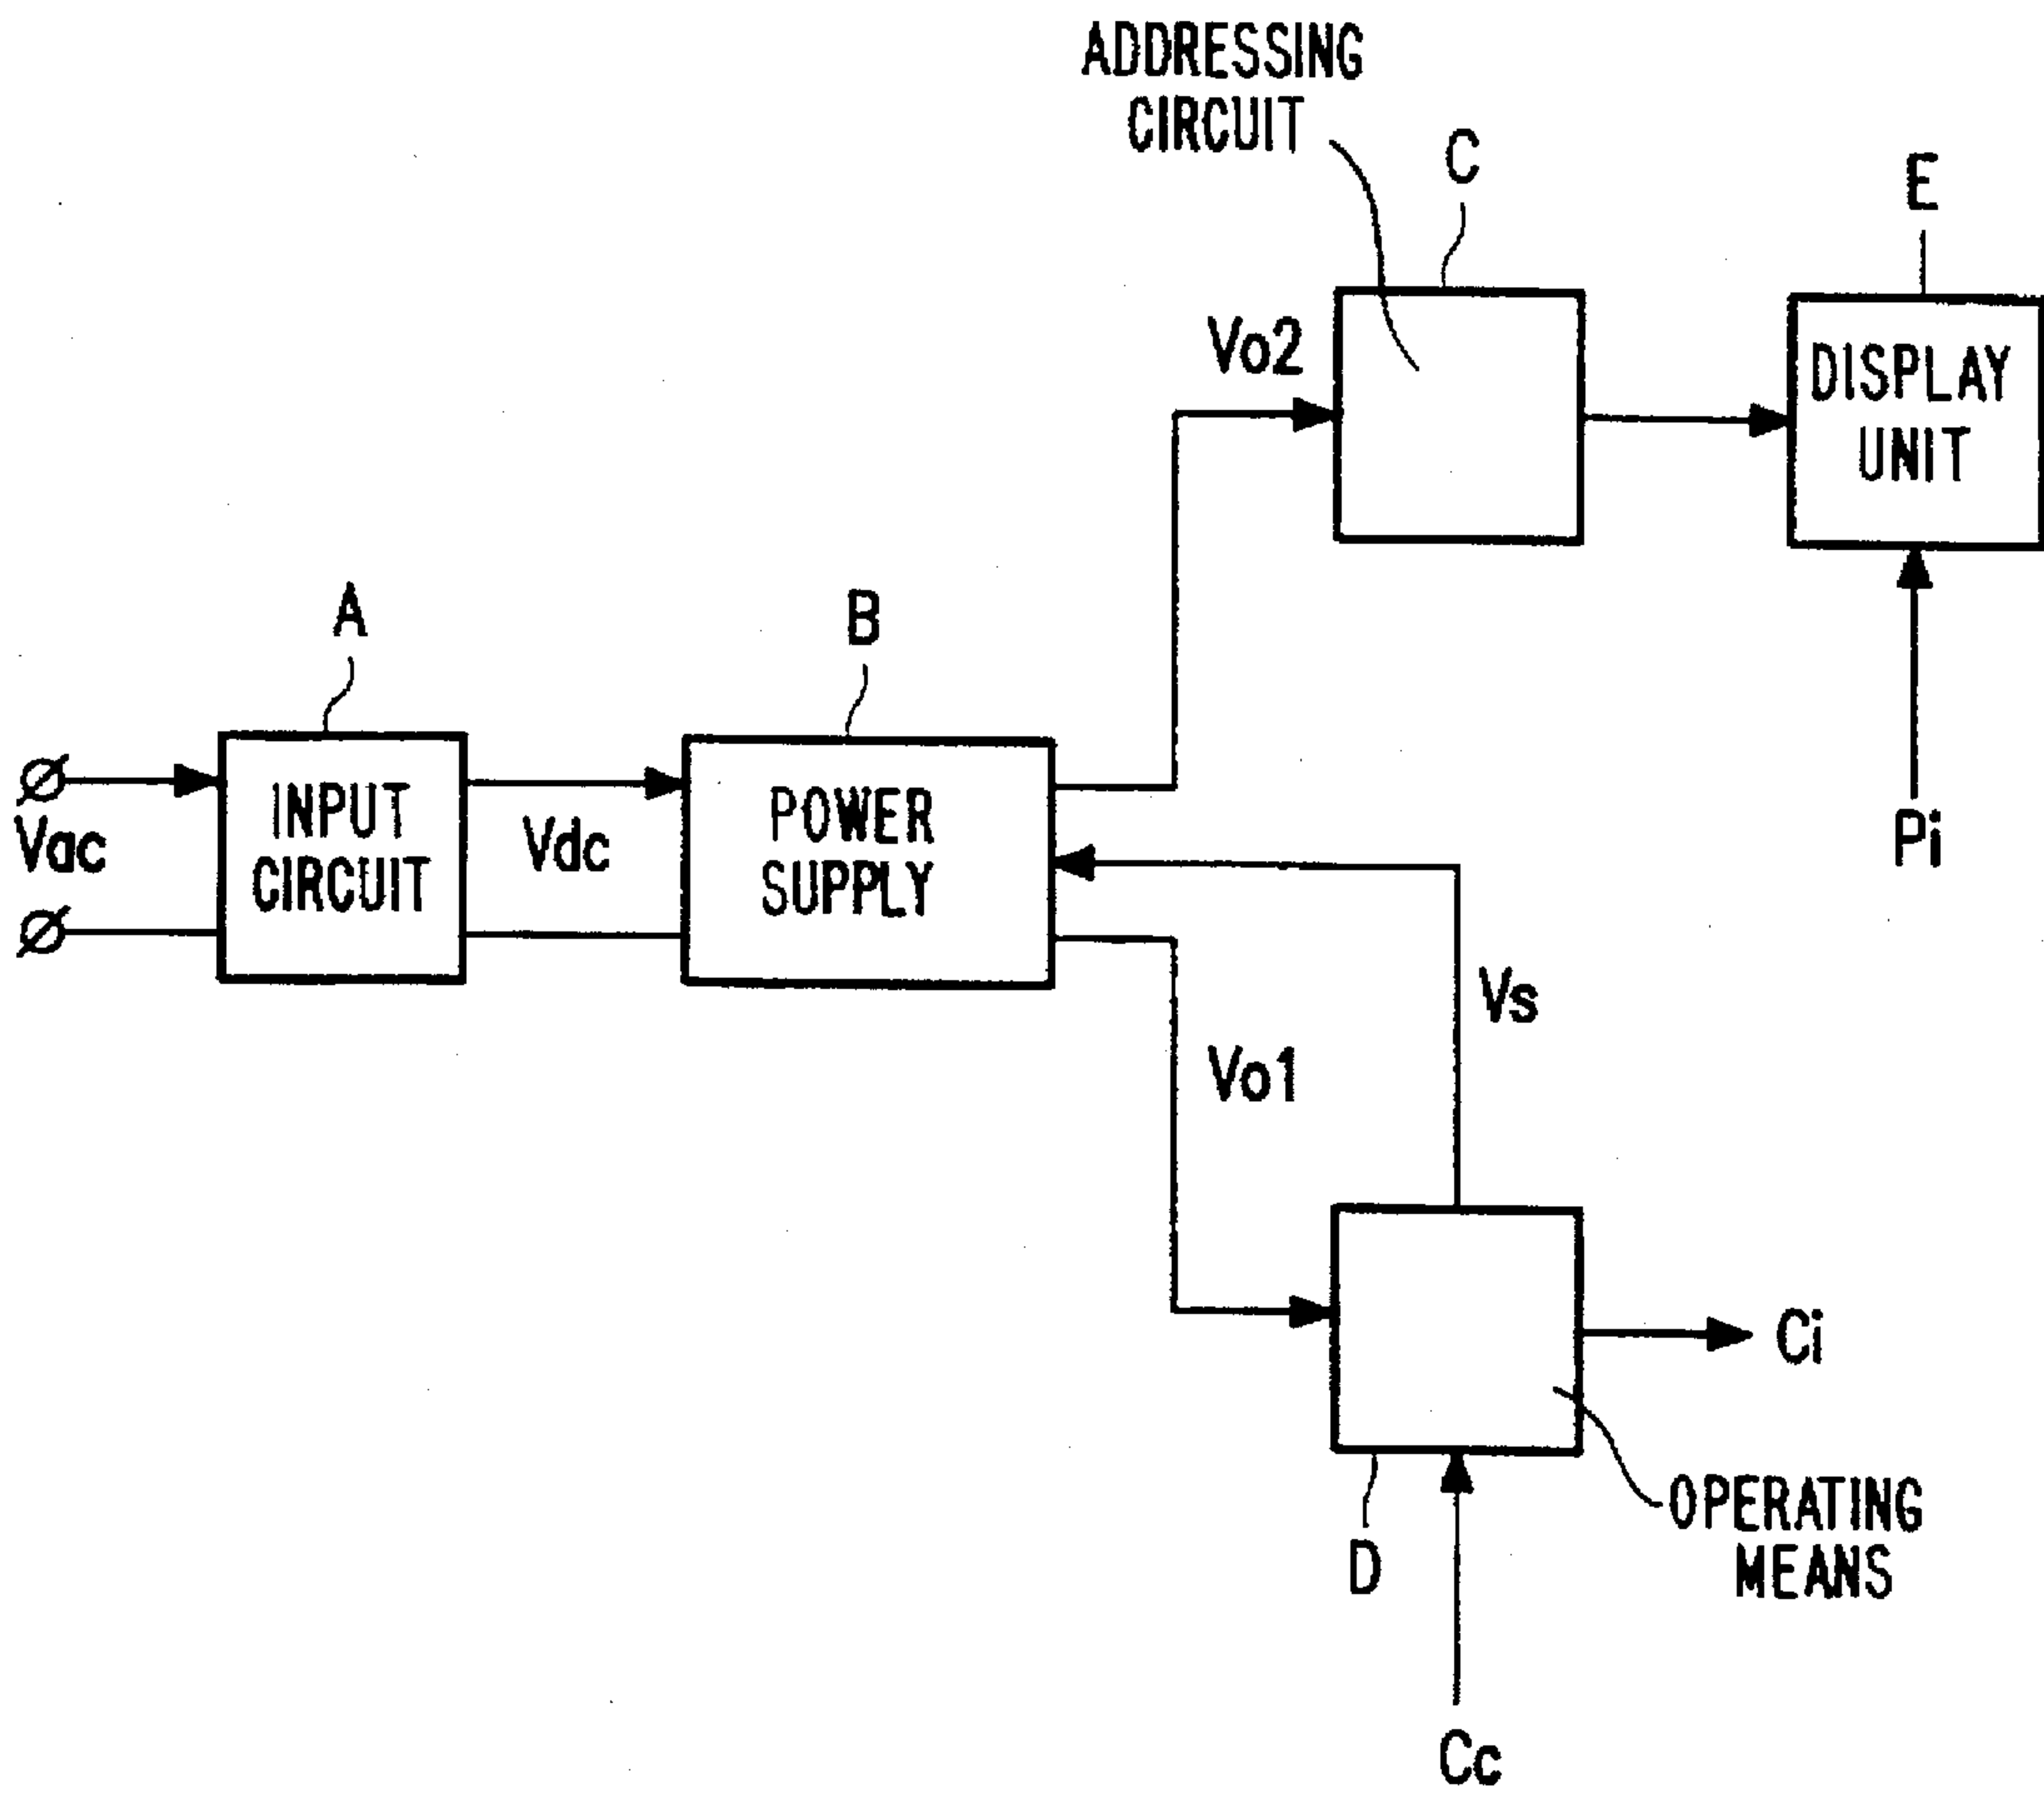 ADDRESSING
CIRCUIT
C
E
Vo2
DISPLAY
UNIT
A
B
Vac
INPUT
CIRCUIT
Vdc
POWER
SUPPLY
Pi
Vs
Vo1
Ci
D
OPERATING
MEANS
Cc